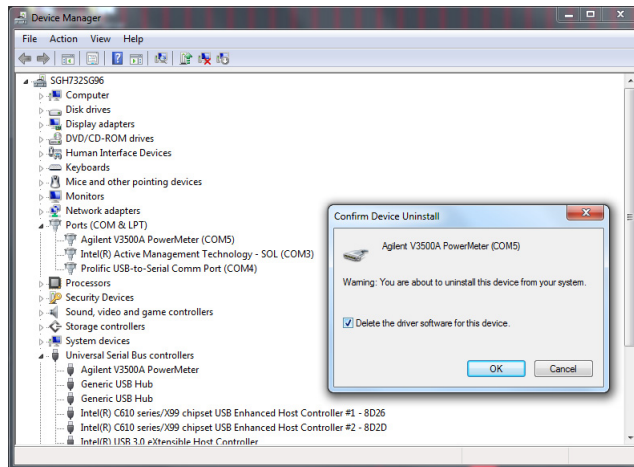 Device Manager
File Action View Help
SGH732SG96
Computer
Disk drives
Display adapters
DVD/CD-ROM drives
Human Interface Devices
Keyboards
Mice and other pointing devices
Monitors
Network adapters
Ports (COM & LPT)
Agilent V3500A PowerMeter (COM5)
Intel(R) Active Management Technology - SOL (COM3)
Prolific USB-to-Serial Comm Port (COM4)
Processors
Security Devices
Sound, video and game controllers
Storage controllers
System devices
Universal Serial Bus controllers
Agilent V3500A PowerMeter
Generic USB Hub
Generic USB Hub
Intel(R) C610 series/X99 chipset USB Enhanced Host Controller #1 - 8D26
Intel(R) C610 series/X99 chipset USB Enhanced Host Controller #2 - 8D2D
Intel(R) USB 3.0 eXtensible Host Controller
Confirm Device Uninstall
Agilent V3500A PowerMeter (COM5)
Warning: You are about to uninstall this device from your system.
Delete the driver software for this device.
OK Cancel